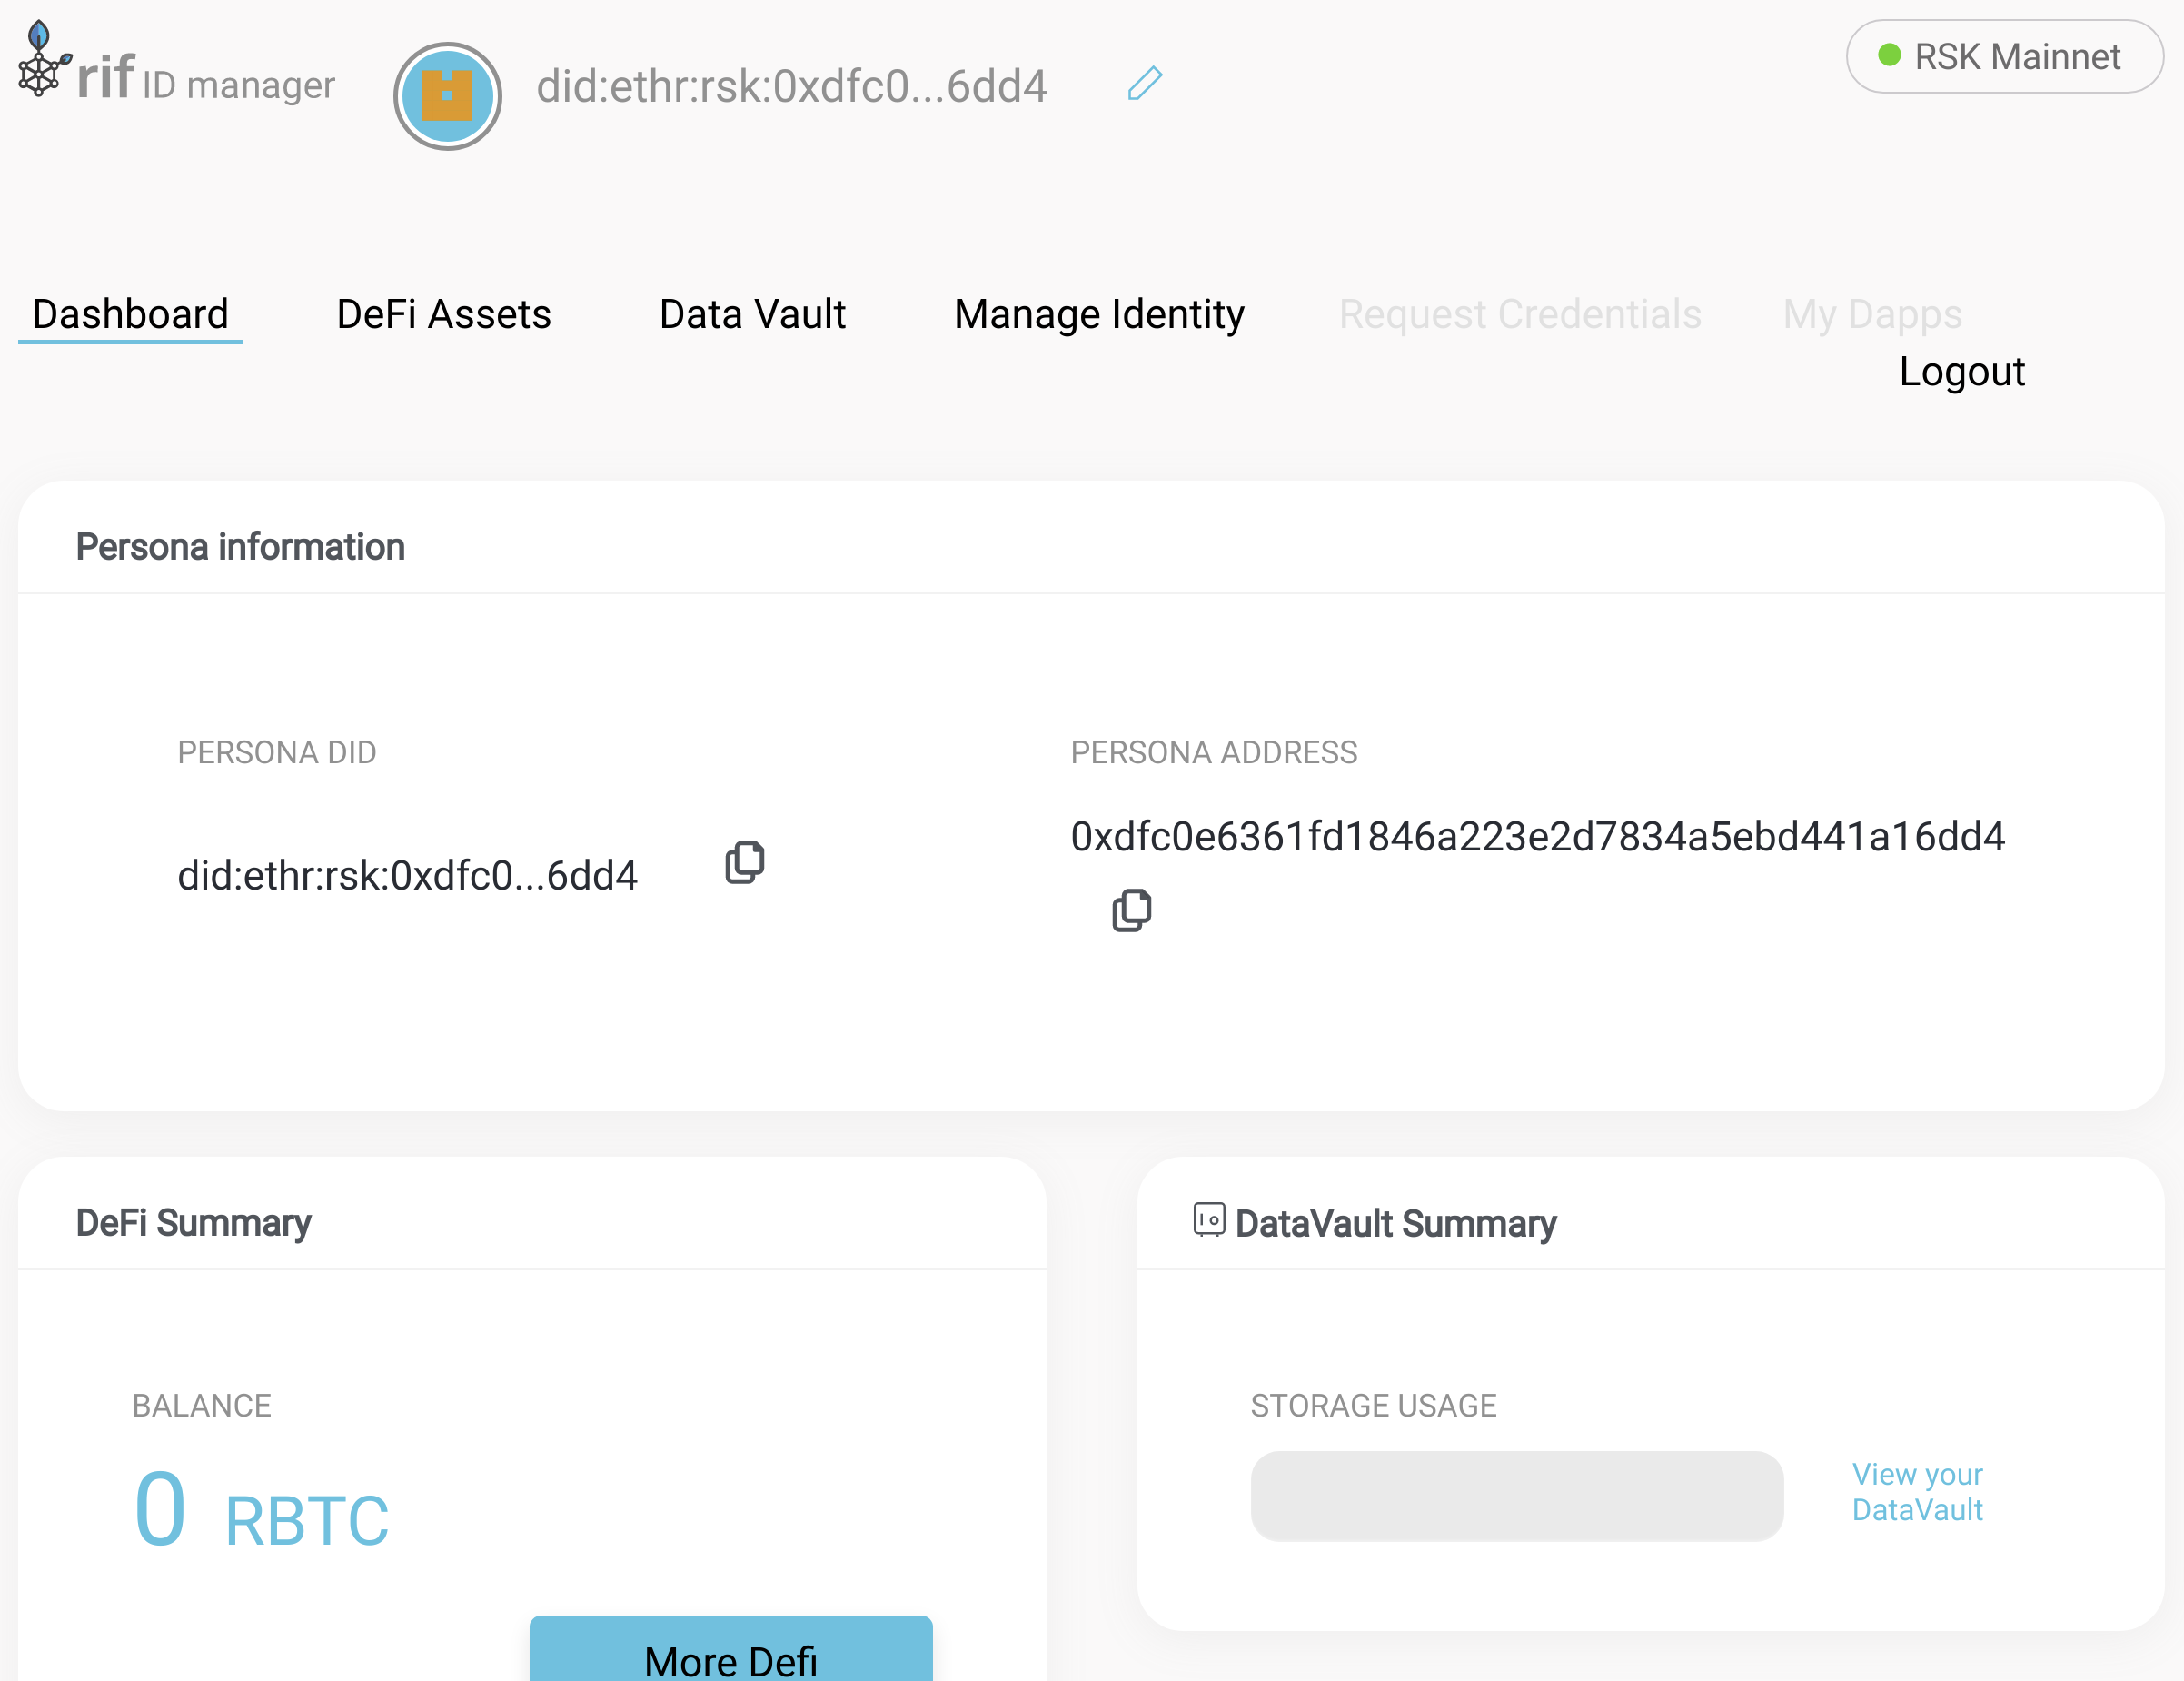 rif ID manager
did:ethr:rsk:0xdfc0...6dd4
RSK Mainnet
Dashboard
DeFi Assets
Data Vault
Manage Identity
Request Credentials
My Dapps
Logout
Persona information
PERSONA DID
did:ethr:rsk:0xdfc0...6dd4
PERSONA ADDRESS
0xdfc0e6361fd1846a223e2d7834a5ebd441a16dd4
DeFi Summary
BALANCE
0 RBTC
More Defi
DataVault Summary
STORAGE USAGE
View your
DataVault